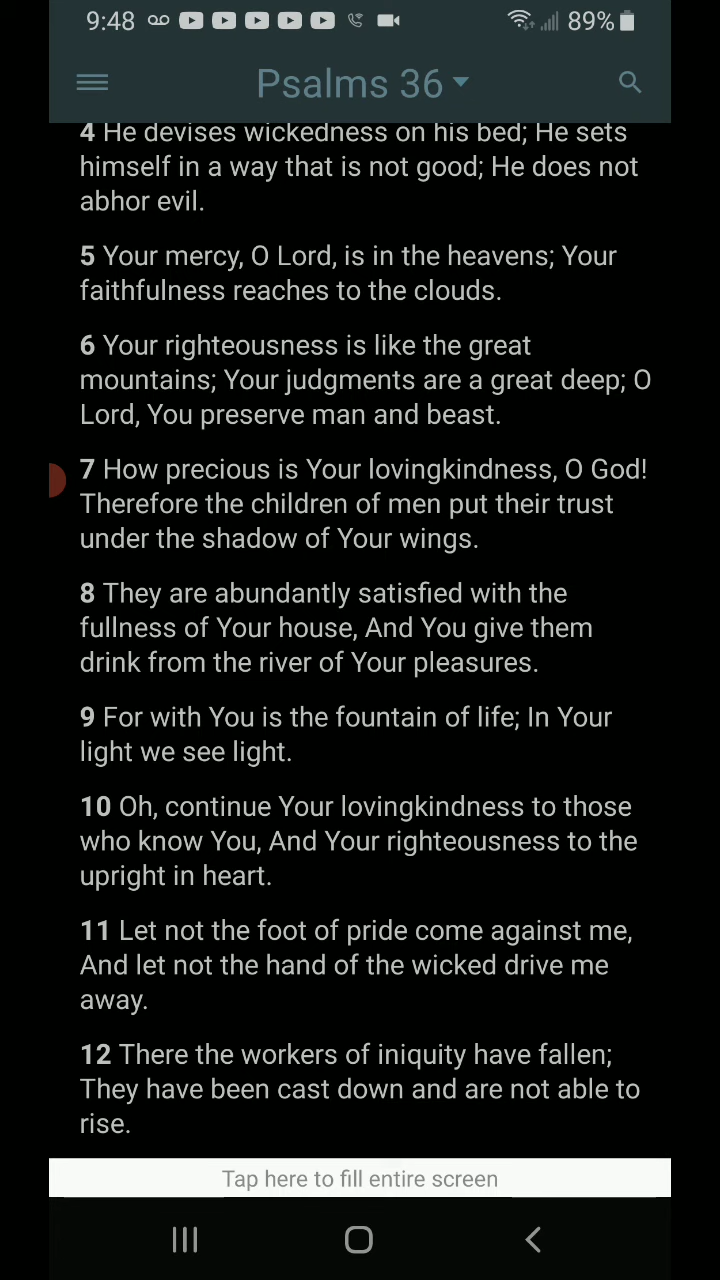 9:48 89%
Psalms 36
4 He devises wickedness on his bed; He sets
himself in a way that is not good; He does not
abhor evil.
5 Your mercy, O Lord, is in the heavens; Your
faithfulness reaches to the clouds.
6 Your righteousness is like the great
mountains; Your judgments are a great deep; O
Lord, You preserve man and beast.
7 How precious is Your lovingkindness, O God!
Therefore the children of men put their trust
under the shadow of Your wings.
8 They are abundantly satisfied with the
fullness of Your house, And You give them
drink from the river of Your pleasures.
9 For with You is the fountain of life; In Your
light we see light.
10 Oh, continue Your lovingkindness to those
who know You, And Your righteousness to the
upright in heart.
11 Let not the foot of pride come against me,
And let not the hand of the wicked drive me
away.
12 There the workers of iniquity have fallen;
They have been cast down and are not able to
rise.
Tap here to fill entire screen